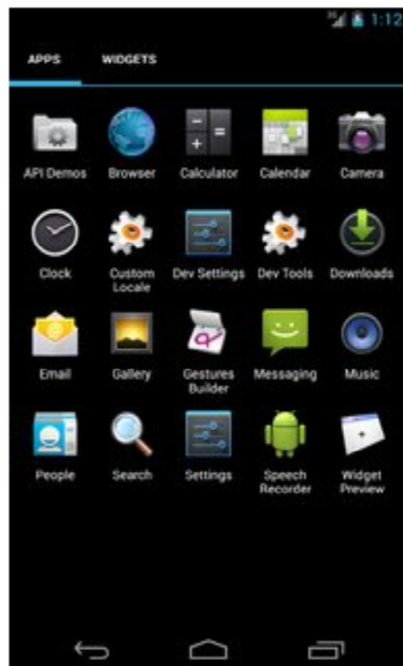 3G 1:12
APPS WIDGETS
API Demos Browser Calculator Calendar Camera
Clock Custom Locale Dev Settings Dev Tools Downloads
Email Gallery Gestures Builder Messaging Music
People Search Settings Speech Recorder Widget Preview